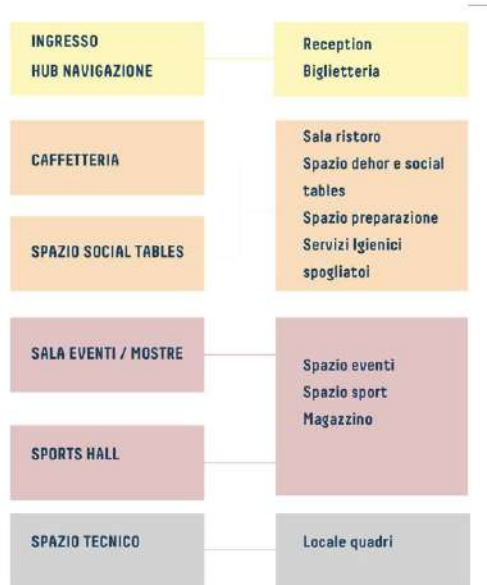 INGRESSO
HUB NAVIGAZIONE
Reception
Biglietteria
CAFFETTERIA
SPAZIO SOCIAL TABLES
Sala ristoro
Spazio dehor e social
tables
Spazio preparazione
Servizi Igienici
spogliatoi
SALA EVENTI / MOSTRE
SPORTS HALL
Spazio eventi
Spazio sport
Magazzino
SPAZIO TECNICO
Locale quadri